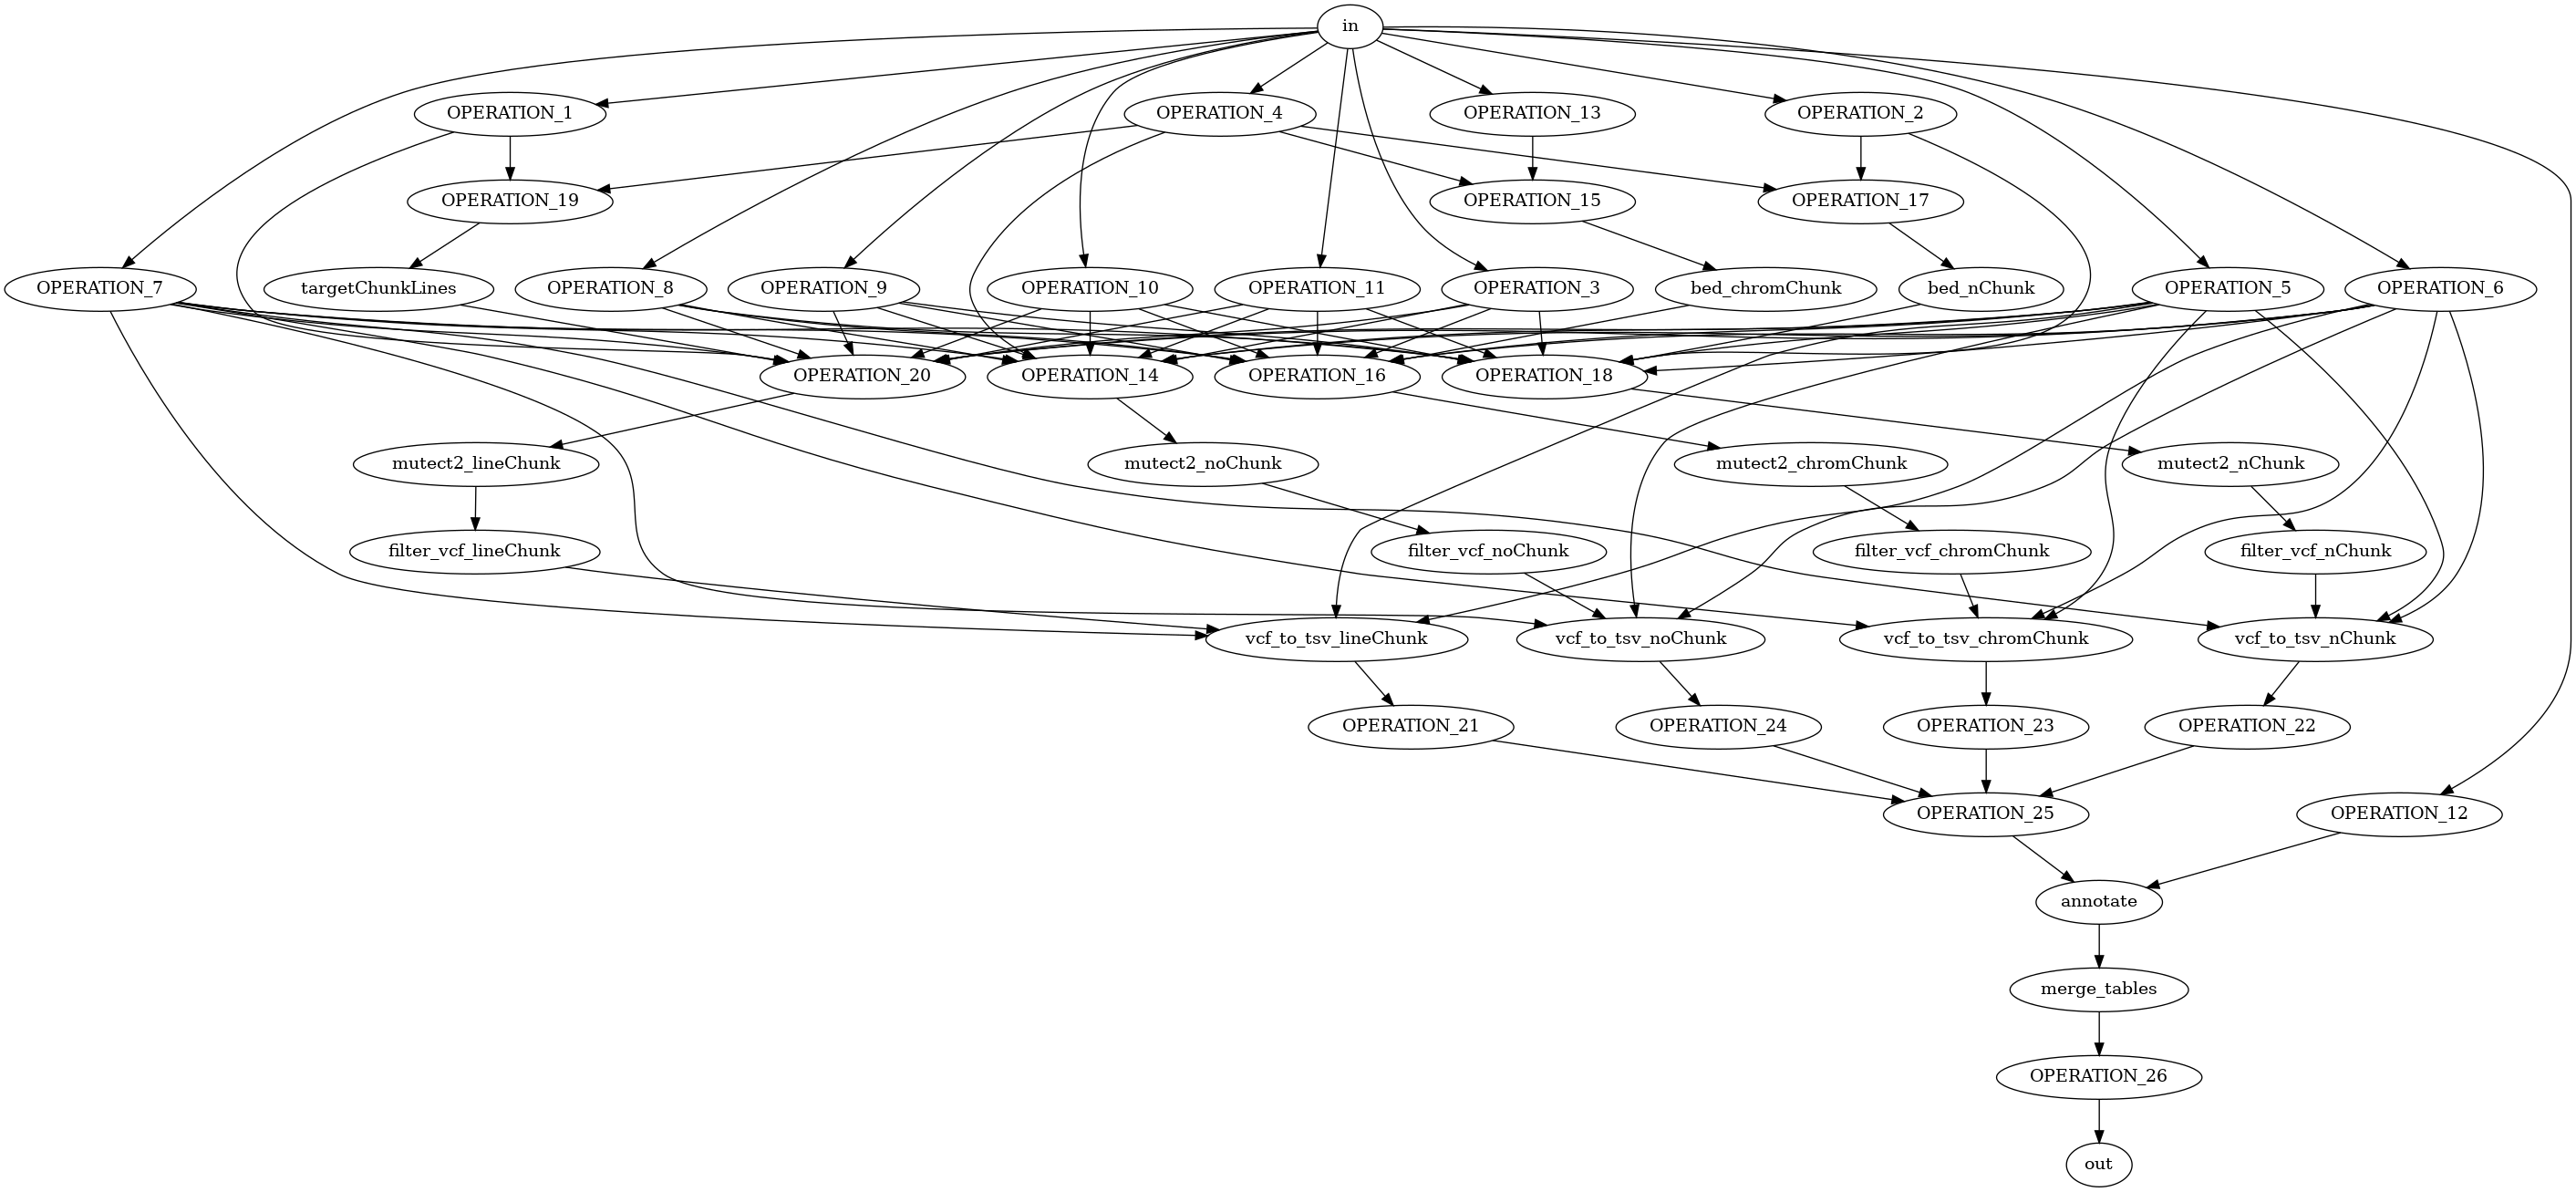 in
OPERATION_1
OPERATION_4
OPERATION_13
OPERATION_2
OPERATION_19
OPERATION_15
OPERATION_17
OPERATION_7
targetChunkLines
OPERATION_8
OPERATION_9
OPERATION_10
OPERATION_11
OPERATION_3
bed_chromChunk
bed_nChunk
OPERATION_5
OPERATION_6
OPERATION_20
OPERATION_14
OPERATION_16
OPERATION_18
mutect2_lineChunk
mutect2_noChunk
mutect2_chromChunk
mutect2_nChunk
filter_vcf_lineChunk
filter_vcf_noChunk
filter_vcf_chromChunk
filter_vcf_nChunk
vcf_to_tsv_lineChunk
vcf_to_tsv_noChunk
vcf_to_tsv_chromChunk
vcf_to_tsv_nChunk
OPERATION_21
OPERATION_24
OPERATION_23
OPERATION_22
OPERATION_25
OPERATION_12
annotate
merge_tables
OPERATION_26
out